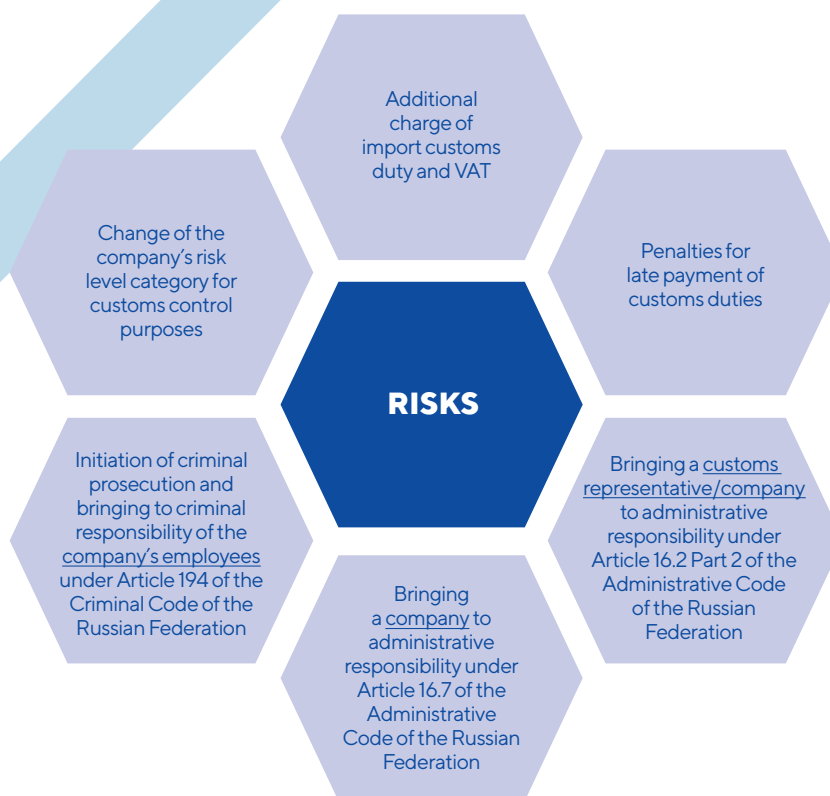 Additional
charge of
import customs
duty and VAT
Change of the
company's risk
level category for
customs control
purposes
Penalties for
late payment of
customs duties
RISKS
Initiation of criminal
prosecution and
bringing to criminal
responsibility of the
company's employees
under Article 194 of the
Criminal Code of the
Russian Federation
Bringing a customs
representative/company
to administrative
responsibility under
Article 16.2 Part 2 of the
Administrative Code
of the Russian
Federation
Bringing
a company to
administrative
responsibility under
Article 16.7 of the
Administrative
Code of the Russian
Federation